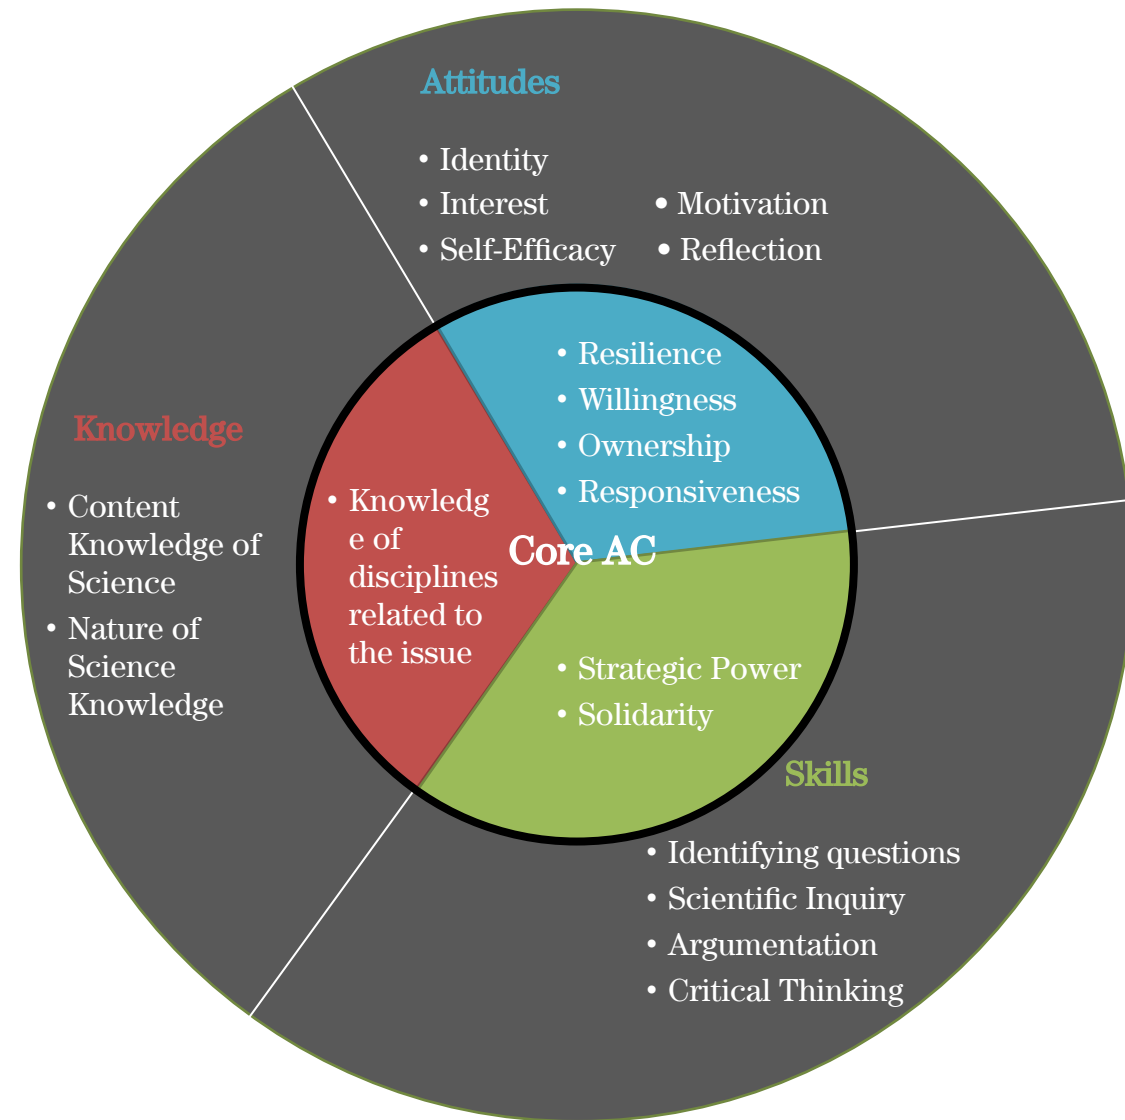 Attitudes
• Identity
• Interest
• Self-Efficacy
• Motivation
• Reflection
• Resilience
• Willingness
• Ownership
• Responsiveness
Knowledge
• Content
Knowledge of
Science
• Nature of
Science
Knowledge
• Knowledg
e of
disciplines
related to
the issue
Core AC
• Strategic Power
• Solidarity
Skills
• Identifying questions
• Scientific Inquiry
• Argumentation
• Critical Thinking